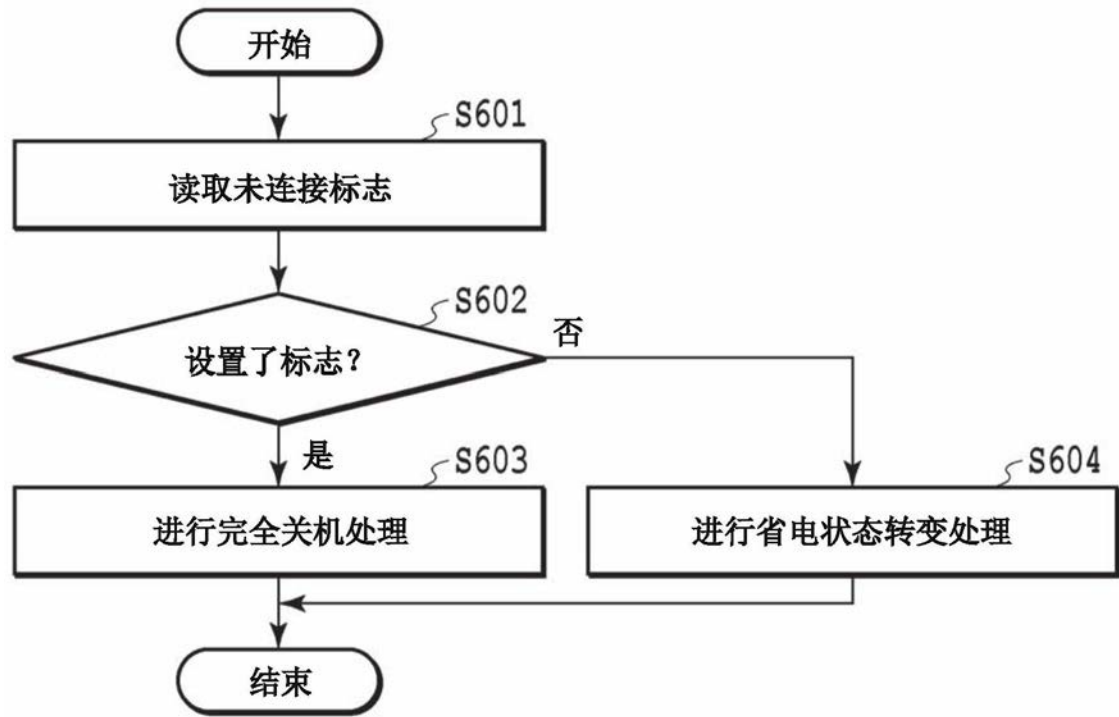 开始
S601
读取未连接标志
S602
设置了标志?
否
是
S603
进行完全关机处理
S604
进行省电状态转变处理
结束